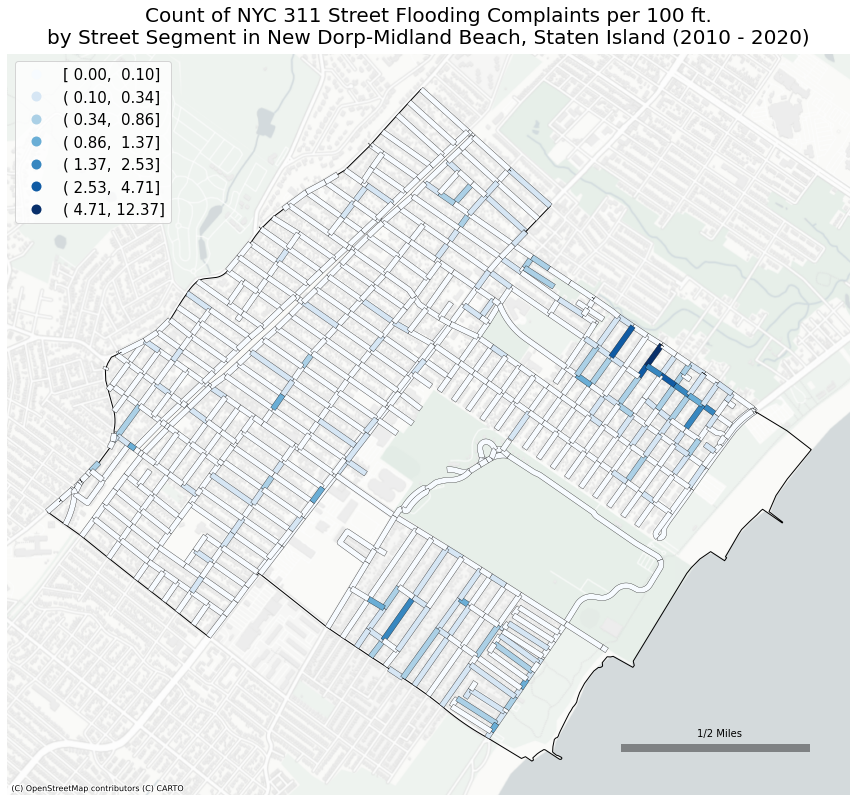 Count of NYC 311 Street Flooding Complaints per 100 ft.
by Street Segment in New Dorp-Midland Beach, Staten Island (2010 - 2020)
[ 0.00,  0.10]
( 0.10,  0.34]
( 0.34,  0.86]
( 0.86,  1.37]
( 1.37,  2.53]
( 2.53,  4.71]
( 4.71, 12.37]
1/2 Miles
(C) OpenStreetMap contributors (C) CARTO